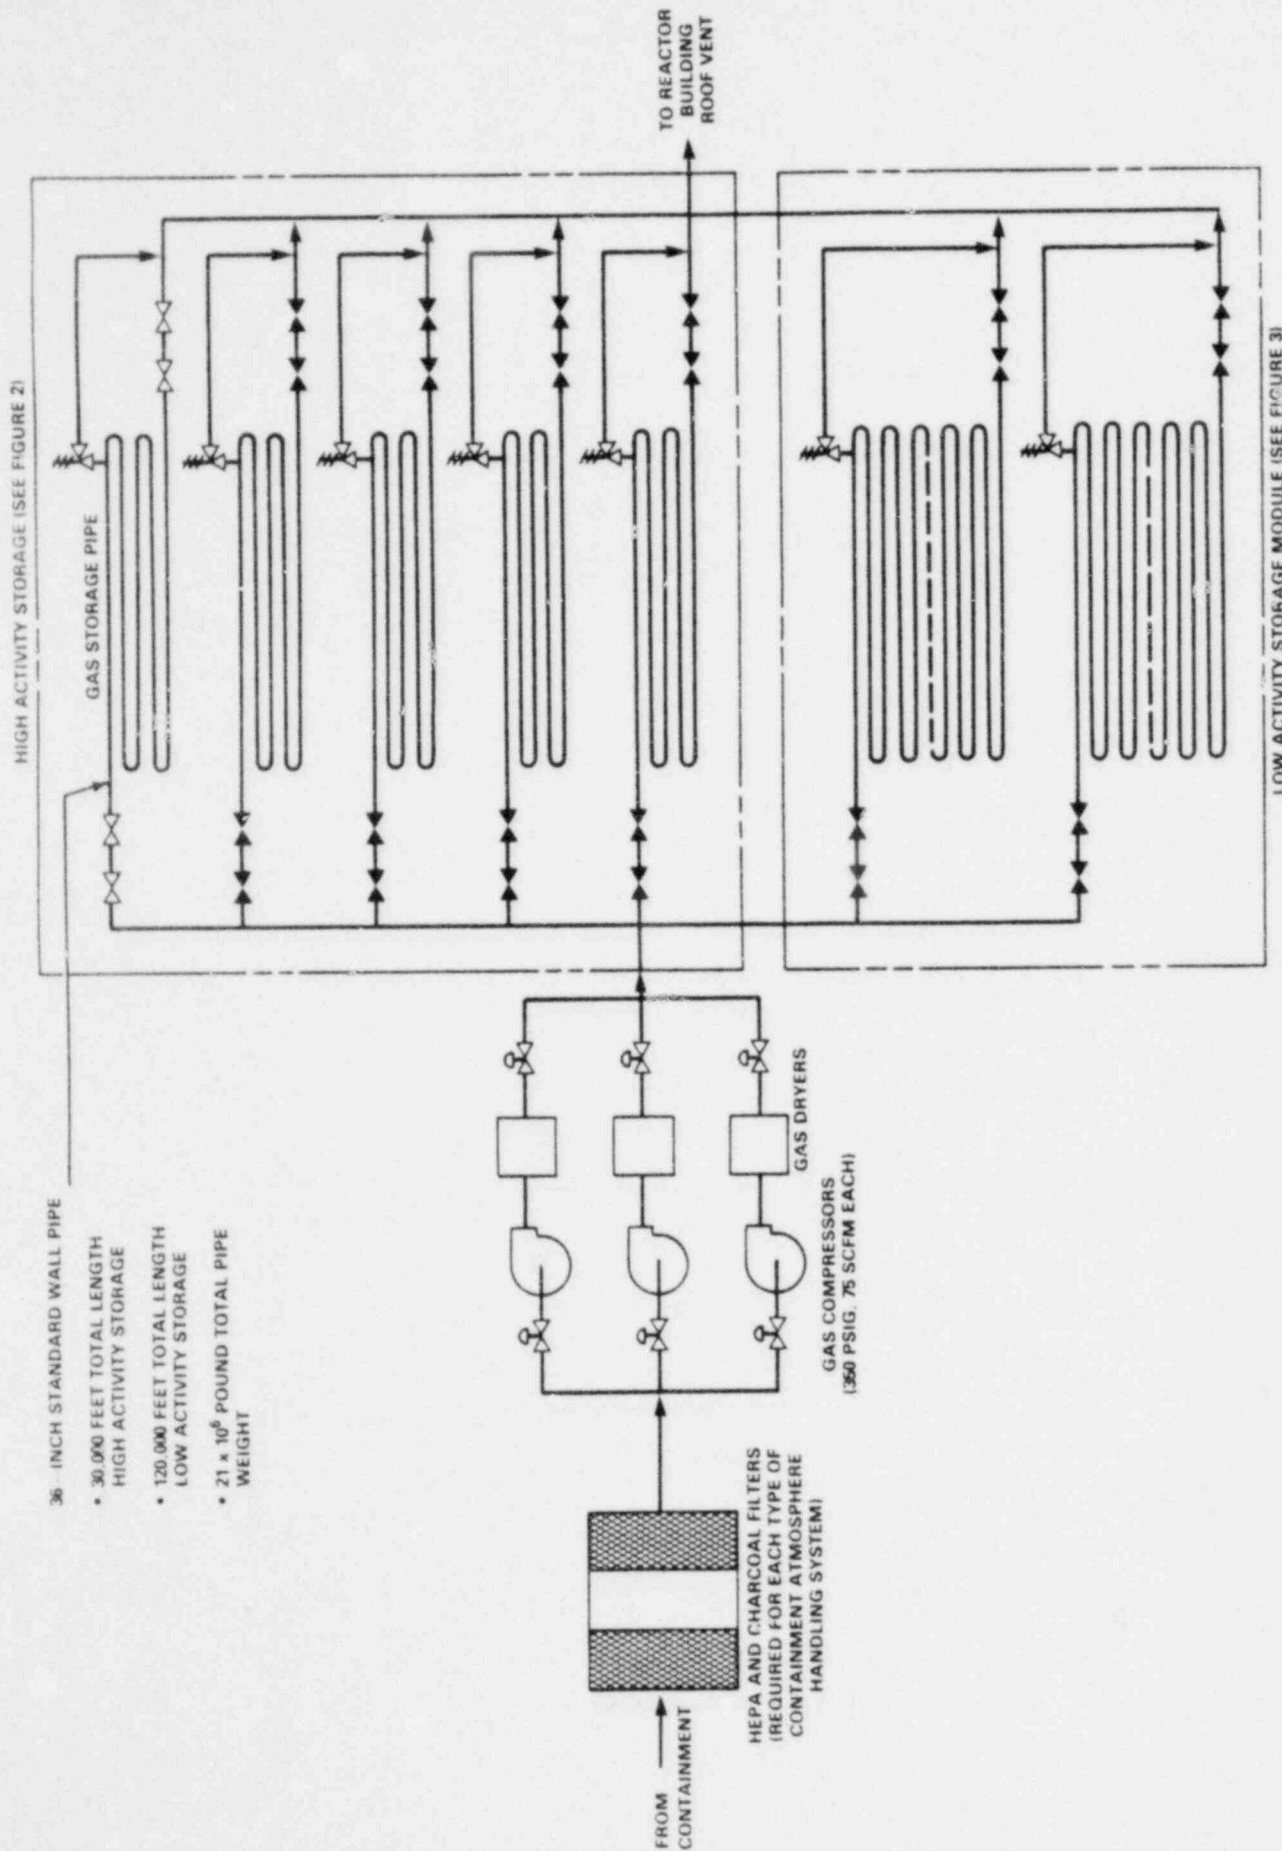 HIGH ACTIVITY STORAGE (SEE FIGURE 2)
GAS STORAGE PIPE
36-INCH STANDARD WALL PIPE
• 30,000 FEET TOTAL LENGTH
HIGH ACTIVITY STORAGE
• 120,000 FEET TOTAL LENGTH
LOW ACTIVITY STORAGE
• 21 x 10⁶ POUND TOTAL PIPE
WEIGHT
TO REACTOR
BUILDING
ROOF VENT
GAS DRYERS
GAS COMPRESSORS
(350 PSIG, 75 SCFM EACH)
HEPA AND CHARCOAL FILTERS
(REQUIRED FOR EACH TYPE OF
CONTAINMENT ATMOSPHERE
HANDLING SYSTEM)
FROM
CONTAINMENT
LOW ACTIVITY STORAGE MODULE (SEE FIGURE 3)